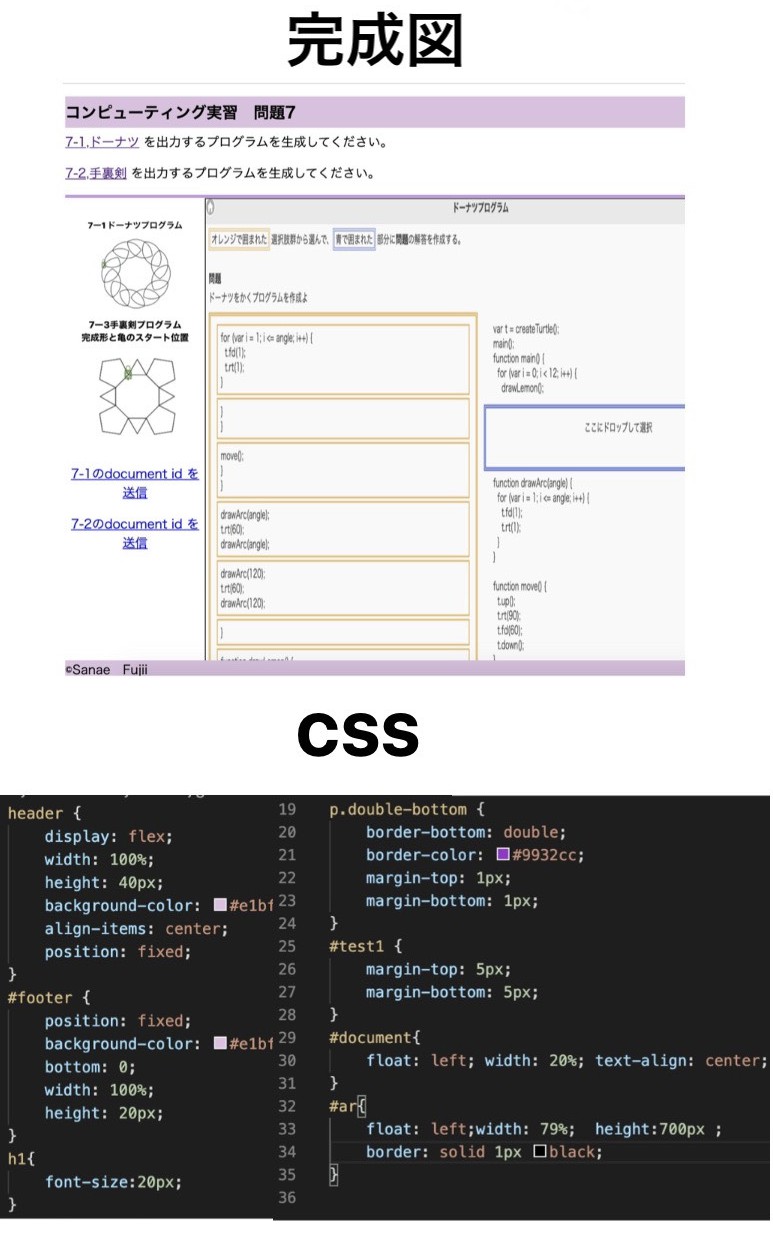 完成図
コンピューティング実習　問題7
7-1,ドーナツ を出力するプログラムを生成してください。
7-2,手裏剣 を出力するプログラムを生成してください。
7ー1ドーナツプログラム
7ー3手裏剣プログラム
完成形と亀のスタート位置
7-1のdocument id を
送信
7-2のdocument id を
送信
ドーナツプログラム
オレンジで囲まれた 選択肢群から選んで、 青で囲まれた 部分に問題の解答を作成する。
問題
ドーナツをかくプログラムを作成よ
for (var i = 1; i <= angle; i++) {
t.fd(1);
t.rt(1);
}
}
}
move();
}
}
drawArc(angle);
t.rt(60);
drawArc(angle);
drawArc(120);
t.rt(60);
drawArc(120);
}
function drawLemon() {
var t = createTurtle();
main();
function main() {
for (var i = 0; i < 12; i++) {
drawLemon();
ここにドロップして選択
function drawArc(angle) {
for (var i = 1; i <= angle; i++) {
t.fd(1);
t.rt(1);
}
}
function move() {
t.up();
t.rt(90);
t.fd(60);
t.down();
}
©Sanae　Fujii
CSS
header {
display: flex;
width: 100%;
height: 40px;
background-color: #e1bf
align-items: center;
position: fixed;
}
#footer {
position: fixed;
background-color: #e1bf
bottom: 0;
width: 100%;
height: 20px;
}
h1{
font-size:20px;
}
19 p.double-bottom {
20 border-bottom: double;
21 border-color: #9932cc;
22 margin-top: 1px;
23 margin-bottom: 1px;
24 }
25 #test1 {
26 margin-top: 5px;
27 margin-bottom: 5px;
28 }
29 #document{
30 float: left; width: 20%; text-align: center;
31 }
32 #ar{
33 float: left;width: 79%;  height:700px ;
34 border: solid 1px black;
35 }
36